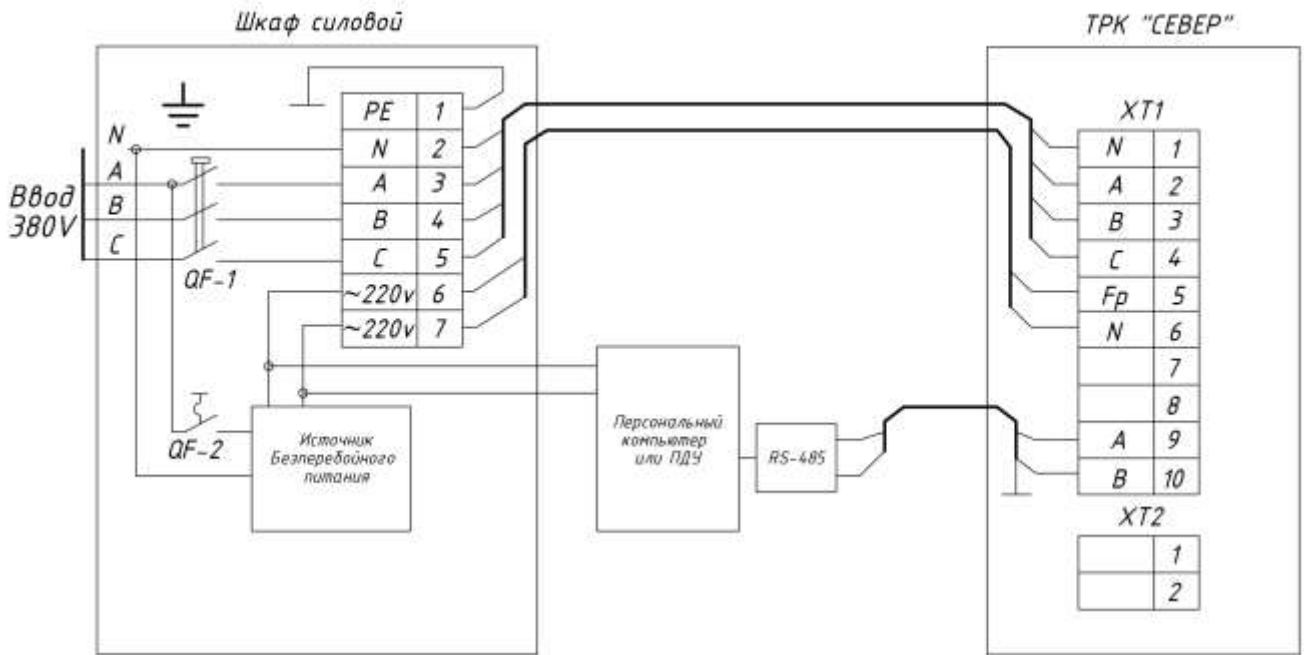 Шкаф силовой
ТРК "СЕВЕР"
Ввод
380V
N
A
B
C
QF-1
QF-2
PE 1
N 2
A 3
B 4
C 5
~220v 6
~220v 7
Источник
Безперебойного
питания
Персональный
компьютер
или ПДУ
RS-485
XT1
N 1
A 2
B 3
C 4
Fp 5
N 6
7
8
A 9
B 10
XT2
1
2